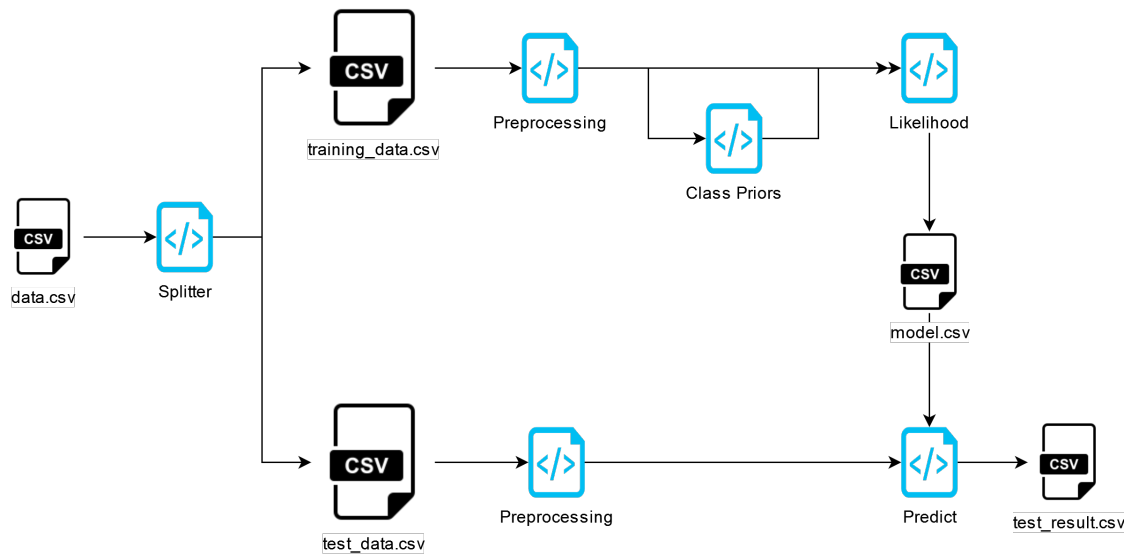 CSV
training_data.csv
</>
Preprocessing
</>
Class Priors
</>
Likelihood
CSV
data.csv
</>
Splitter
CSV
model.csv
CSV
test_data.csv
</>
Preprocessing
</>
Predict
CSV
test_result.csv